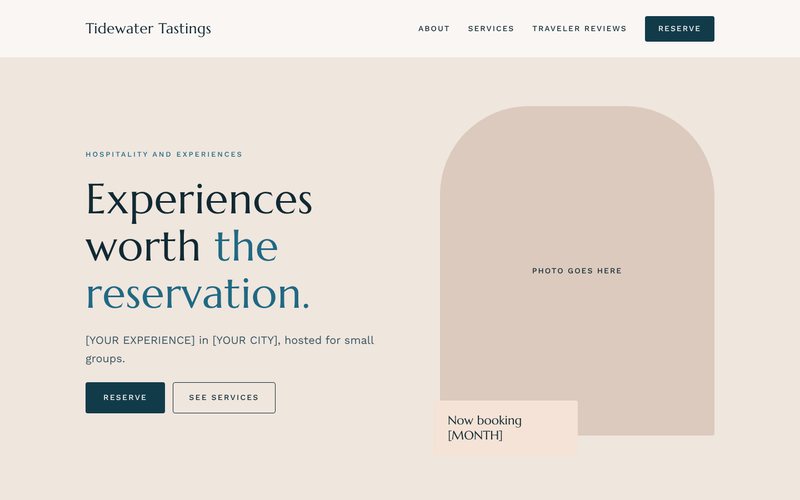 Tidewater Tastings
ABOUT
SERVICES
TRAVELER REVIEWS
RESERVE
HOSPITALITY AND EXPERIENCES
Experiences
worth the
reservation.
[YOUR EXPERIENCE] in [YOUR CITY], hosted for small
groups.
RESERVE
SEE SERVICES
PHOTO GOES HERE
Now booking
[MONTH]